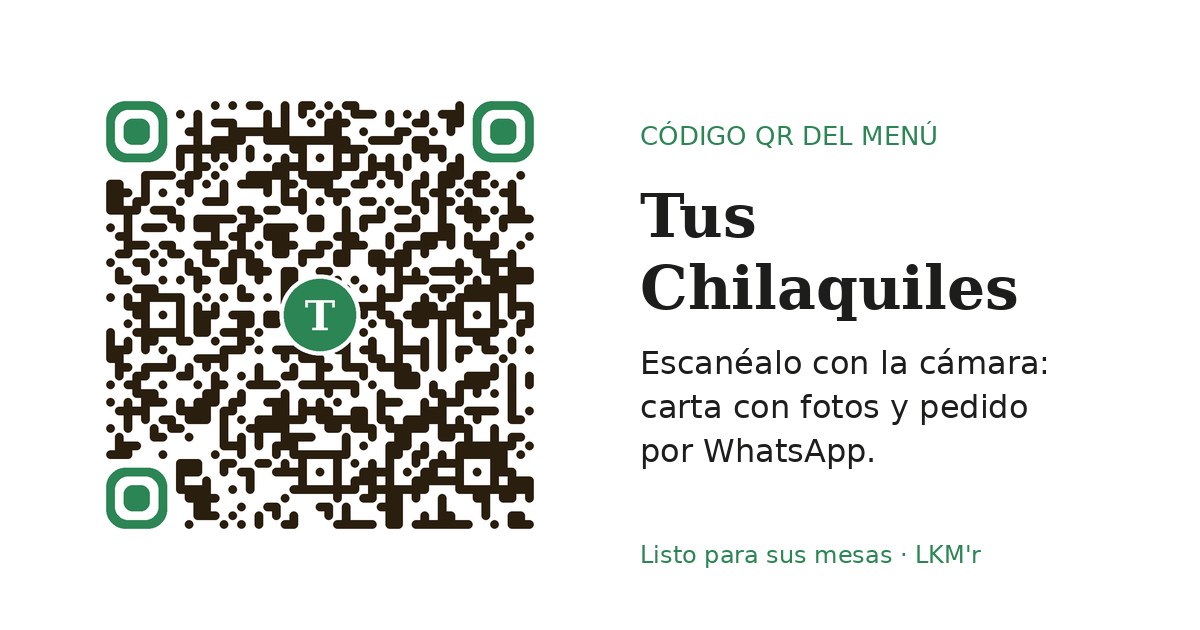 T
CÓDIGO QR DEL MENÚ
Tus
Chilaquiles
Escanéalo con la cámara:
carta con fotos y pedido
por WhatsApp.
Listo para sus mesas · LKM'r